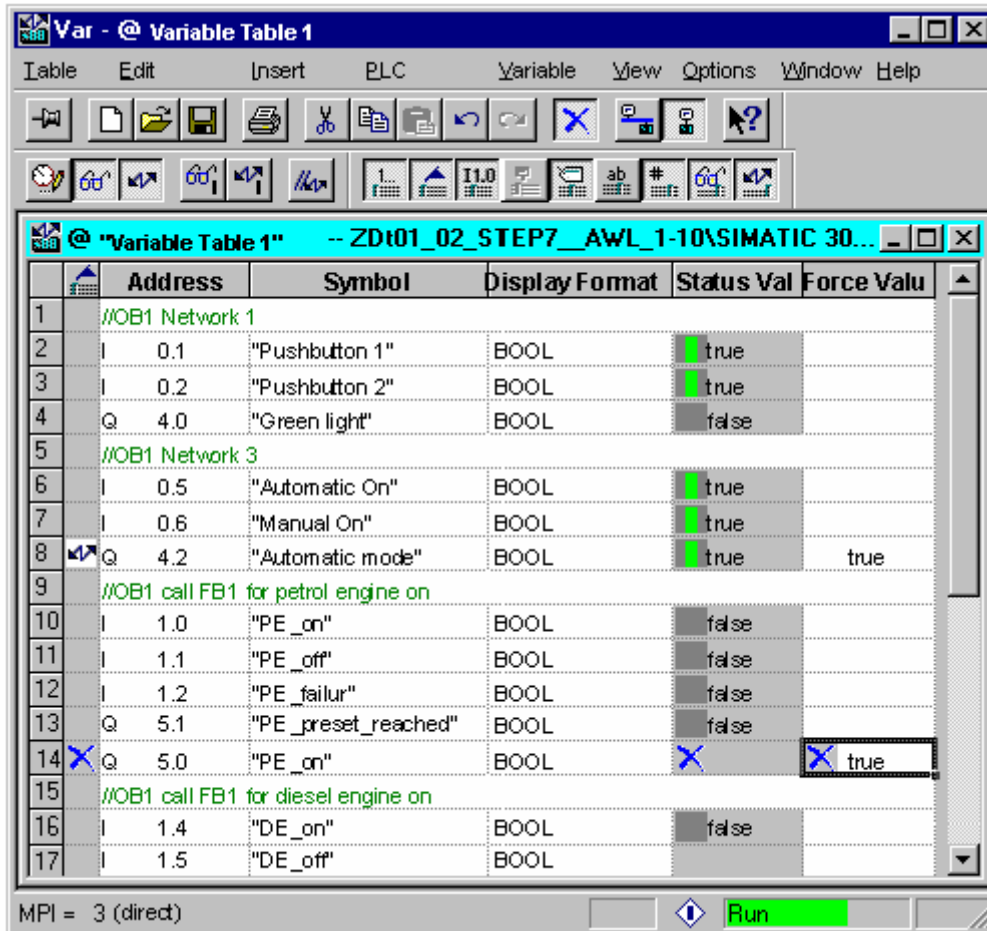 Var - @ Variable Table 1
Table Edit Insert PLC Variable View Options Window Help
@ "Variable Table 1" -- ZDt01_02_STEP7__AWL_1-10\SIMATIC 30...
Address Symbol Display Format Status Val Force Valu
1 //OB1 Network 1
2 I 0.1 "Pushbutton 1" BOOL true
3 I 0.2 "Pushbutton 2" BOOL true
4 Q 4.0 "Green light" BOOL false
5 //OB1 Network 3
6 I 0.5 "Automatic On" BOOL true
7 I 0.6 "Manual On" BOOL true
8 Q 4.2 "Automatic mode" BOOL true true
9 //OB1 call FB1 for petrol engine on
10 I 1.0 "PE_on" BOOL false
11 I 1.1 "PE_off" BOOL false
12 I 1.2 "PE_failur" BOOL false
13 Q 5.1 "PE_preset_reached" BOOL false
14 Q 5.0 "PE_on" BOOL true
15 //OB1 call FB1 for diesel engine on
16 I 1.4 "DE_on" BOOL false
17 I 1.5 "DE_off" BOOL
MPI = 3 (direct) Run